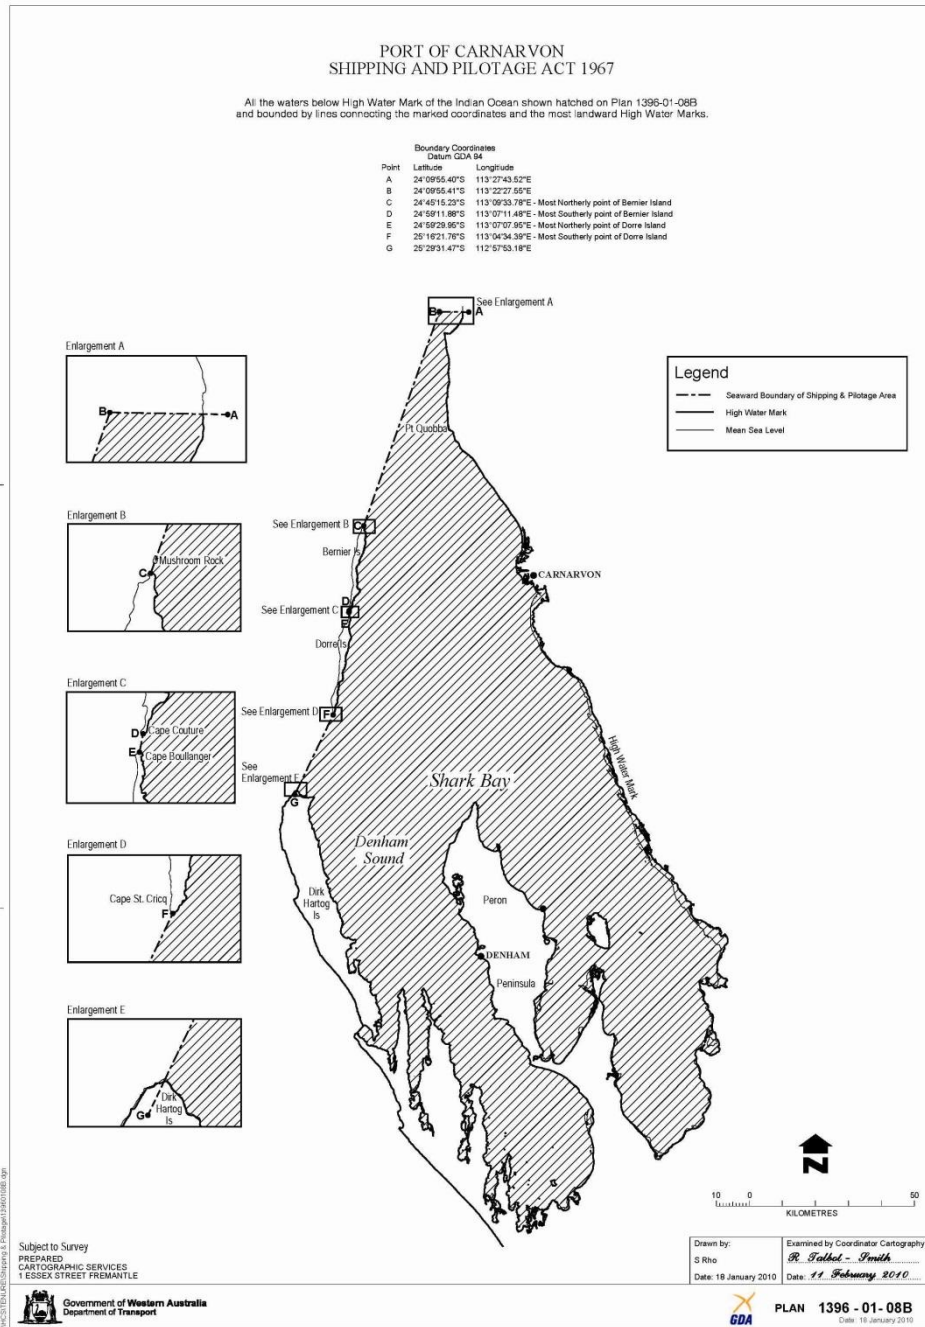 PORT OF CARNARVON
SHIPPING AND PILOTAGE ACT 1967
All the waters below High Water Mark of the Indian Ocean shown hatched on Plan 1396-01-08B
and bounded by lines connecting the marked coordinates and the most landward High Water Marks.
Boundary Coordinates
Datum GDA 94
Point Latitude Longitude
A 24°09'55.40"S 113°27'43.52"E
B 24°09'55.41"S 113°22'27.55"E
C 24°45'15.23"S 113°09'33.78"E - Most Northerly point of Bernier Island
D 24°59'11.88"S 113°07'11.48"E - Most Southerly point of Bernier Island
E 24°59'29.95"S 113°07'07.95"E - Most Northerly point of Dorre Island
F 25°16'21.76"S 113°04'34.39"E - Most Southerly point of Dorre Island
G 25°29'31.47"S 112°57'53.18"E
See Enlargement A
B A
Enlargement A
B A
Legend
Seaward Boundary of Shipping & Pilotage Area
High Water Mark
Mean Sea Level
Pt Quobba
Enlargement B
Mushroom Rock
C
See Enlargement B
C
Bernier Is
CARNARVON
See Enlargement C
D
E
Dorre Is
Enlargement C
D Cape Couture
E Cape Boullanger
See Enlargement D
F
High Water Mark
See
Enlargement E
G
Shark Bay
Denham
Sound
Enlargement D
Cape St. Cricq
F
Dirk
Hartog
Is
Peron
DENHAM
Peninsula
Enlargement E
Dirk
Hartog
Is
G
N
10 0 50
KILOMETRES
Subject to Survey
PREPARED
CARTOGRAPHIC SERVICES
1 ESSEX STREET FREMANTLE
Drawn by:
S Rho
Date: 18 January 2010
Examined by Coordinator Cartography
R Talbot - Smith
Date: 11 February 2010
Government of Western Australia
Department of Transport
GDA
PLAN 1396 - 01- 08B
Date: 18 January 2010